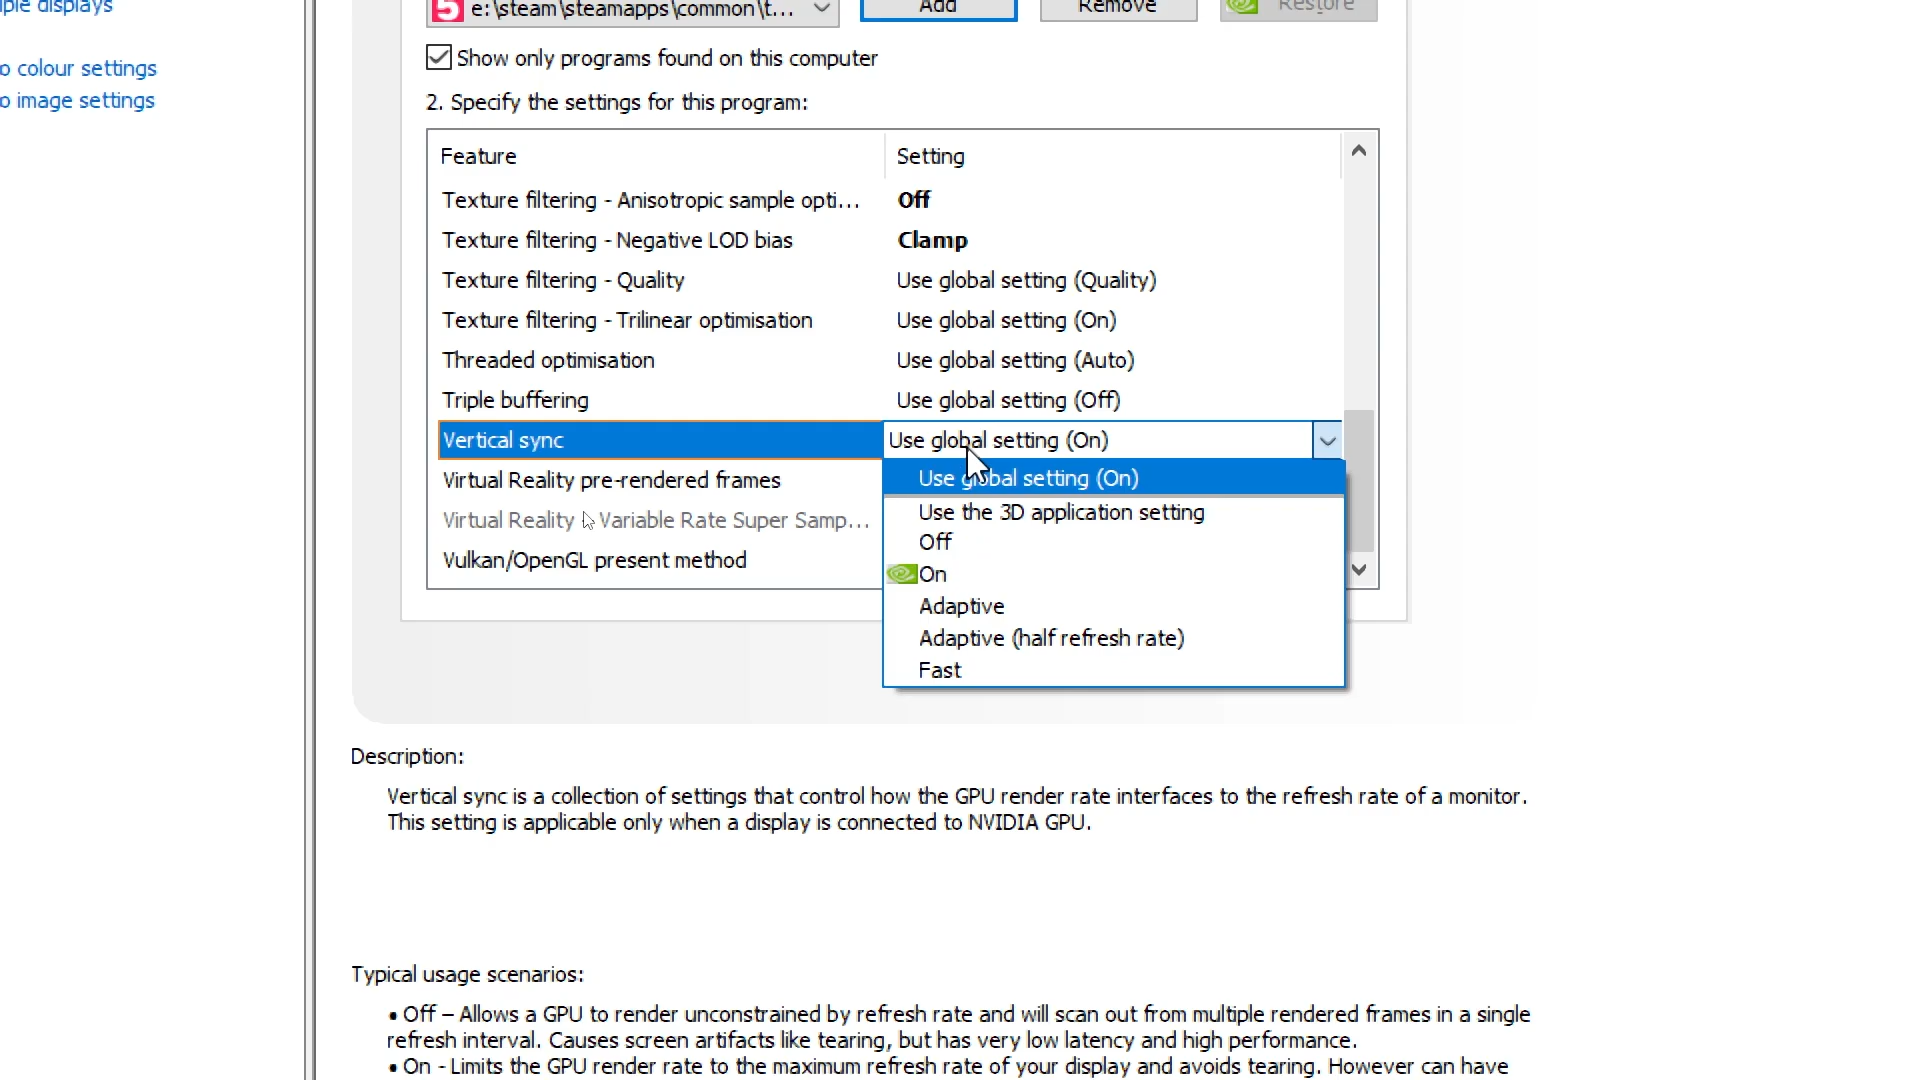 displays
5 e:\steam\steamapps\common\t... Add Remove Restore
Show only programs found on this computer
o colour settings
o image settings
2. Specify the settings for this program:
Feature Setting
Texture filtering - Anisotropic sample opti... Off
Texture filtering - Negative LOD bias Clamp
Texture filtering - Quality Use global setting (Quality)
Texture filtering - Trilinear optimisation Use global setting (On)
Threaded optimisation Use global setting (Auto)
Triple buffering Use global setting (Off)
Vertical sync Use global setting (On)
Virtual Reality pre-rendered frames
Virtual Reality Variable Rate Super Samp...
Vulkan/OpenGL present method
Use global setting (On)
Use the 3D application setting
Off
On
Adaptive
Adaptive (half refresh rate)
Fast
Description:
Vertical sync is a collection of settings that control how the GPU render rate interfaces to the refresh rate of a monitor.
This setting is applicable only when a display is connected to NVIDIA GPU.
Typical usage scenarios:
• Off – Allows a GPU to render unconstrained by refresh rate and will scan out from multiple rendered frames in a single
refresh interval. Causes screen artifacts like tearing, but has very low latency and high performance.
• On - Limits the GPU render rate to the maximum refresh rate of your display and avoids tearing. However can have